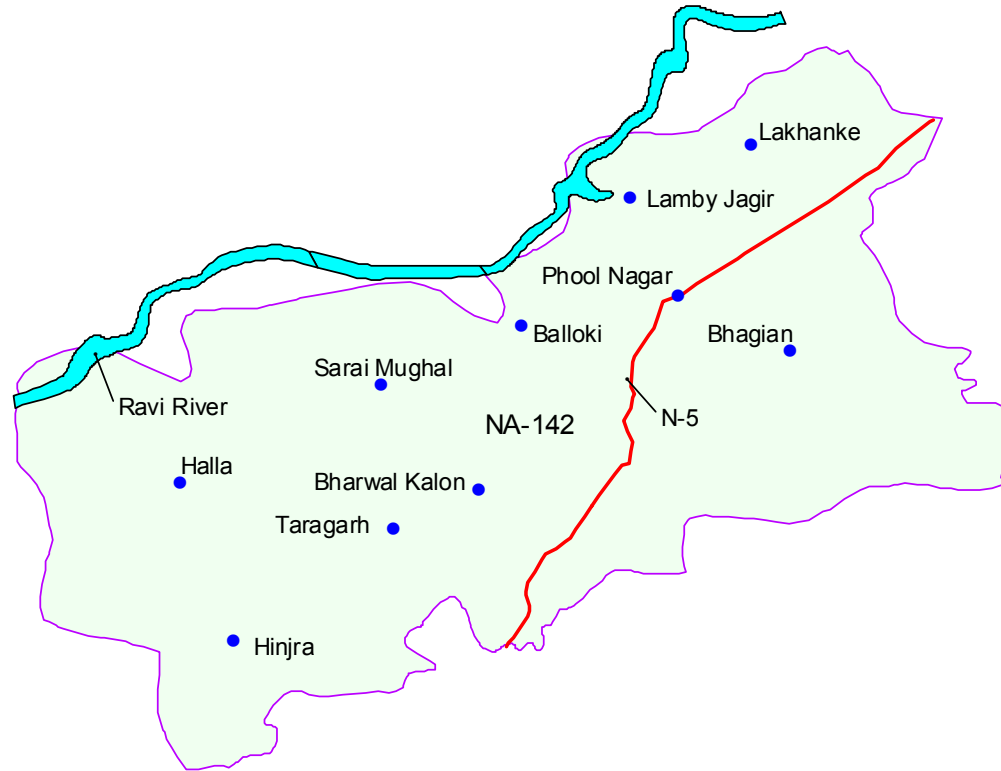 Lakhanke
Lamby Jagir
Phool Nagar
Balloki
Bhagian
Sarai Mughal
Ravi River
NA-142
N-5
Halla
Bharwal Kalon
Taragarh
Hinjra